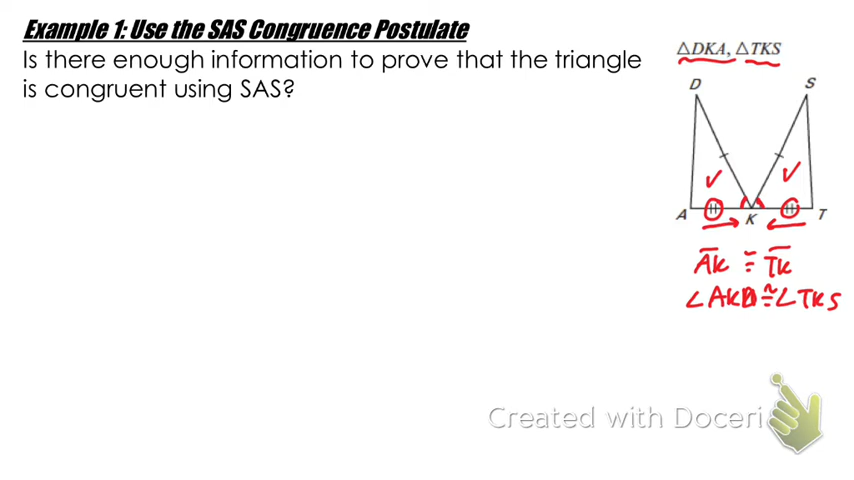 Example 1: Use the SAS Congruence Postulate
Is there enough information to prove that the triangle
is congruent using SAS?
△DKA, △TKS
D
S
A
K
T
AK ≅ TK
∠AKD ≅ ∠TKS
Created with Doceri